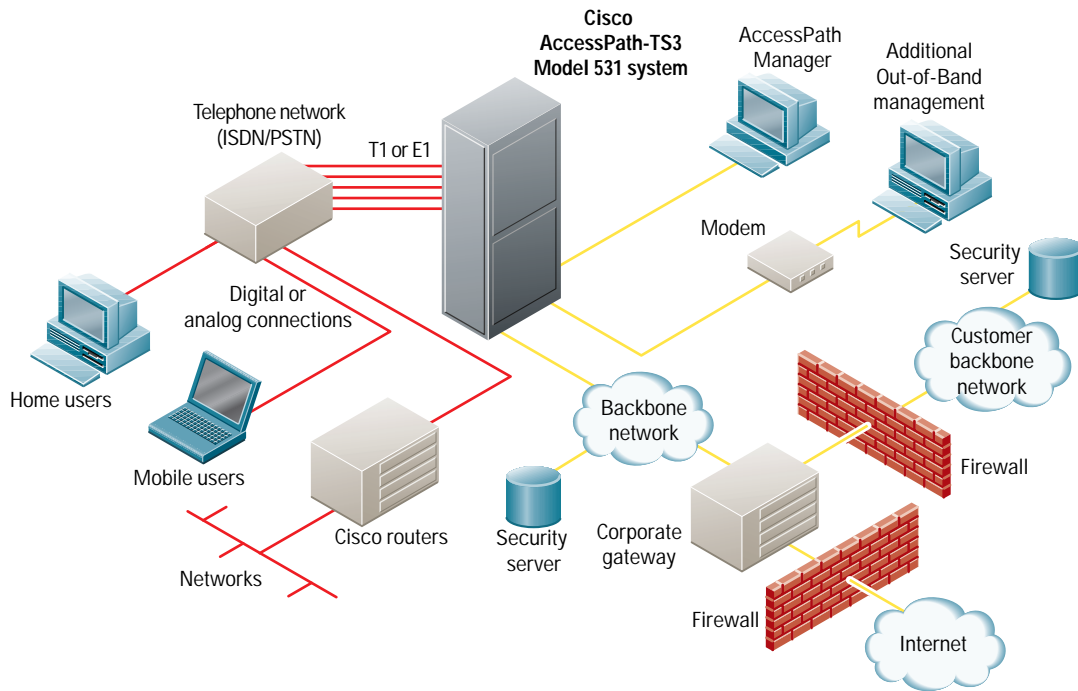 Cisco
AccessPath-TS3
Model 531 system
AccessPath
Manager
Additional
Out-of-Band
management
Telephone network
(ISDN/PSTN)
T1 or E1
Modem
Security
server
Digital or
analog connections
Customer
backbone
network
Home users
Backbone
network
Mobile users
Firewall
Cisco routers
Security
server
Corporate
gateway
Networks
Firewall
Internet